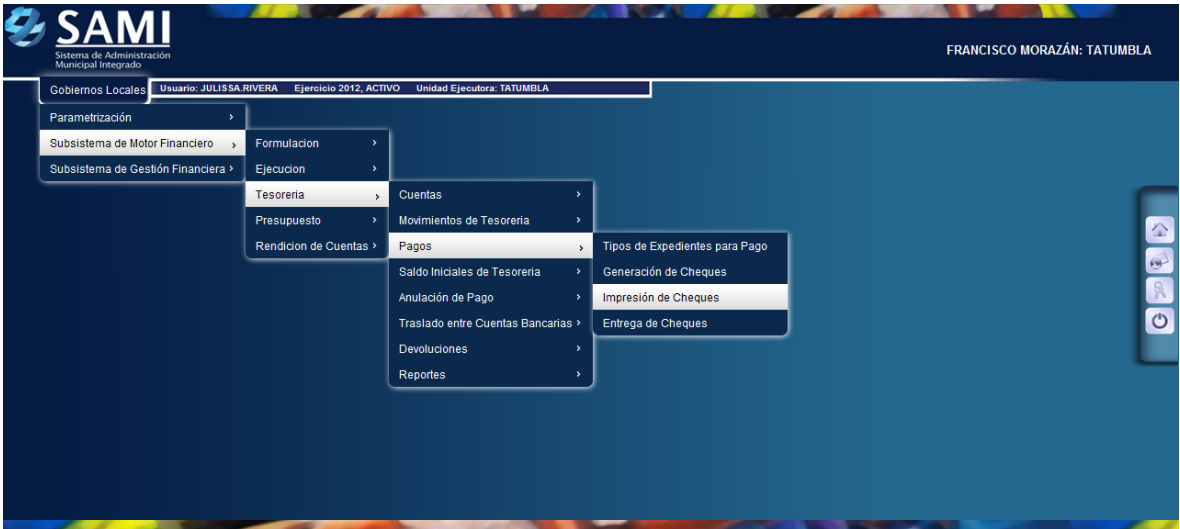 SAMI
Sistema de Administración
Municipal Integrado
FRANCISCO MORAZÁN: TATUMBLA
Gobiernos Locales
Usuario: JULISSA.RIVERA Ejercicio 2012, ACTIVO Unidad Ejecutora: TATUMBLA
Parametrización
Subsistema de Motor Financiero
Subsistema de Gestión Financiera
Formulacion
Ejecucion
Tesoreria
Presupuesto
Rendicion de Cuentas
Cuentas
Movimientos de Tesoreria
Pagos
Saldo Iniciales de Tesoreria
Anulación de Pago
Traslado entre Cuentas Bancarias
Devoluciones
Reportes
Tipos de Expedientes para Pago
Generación de Cheques
Impresión de Cheques
Entrega de Cheques